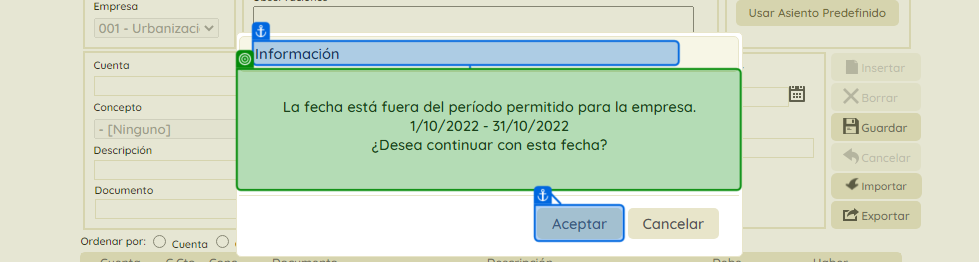 Empresa
001 - Urbanizaci
Usar Asiento Predefinido
Información
Cuenta
Insertar
Concepto
Borrar
La fecha está fuera del período permitido para la empresa.
- [Ninguno]
1/10/2022 - 31/10/2022
Guardar
Descripción
¿Desea continuar con esta fecha?
Cancelar
Documento
Importar
Aceptar
Cancelar
Exportar
Ordenar por:
Cuenta